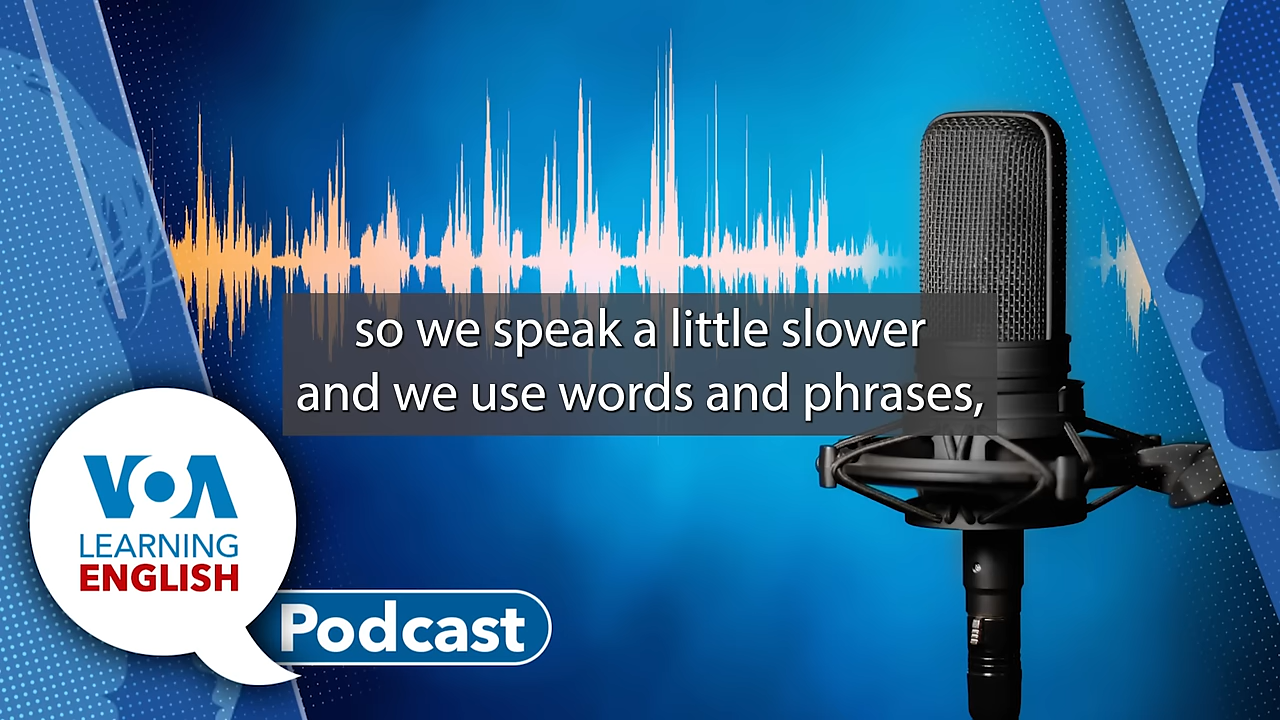 so we speak a little slower
and we use words and phrases,
VOA
LEARNING
ENGLISH
Podcast